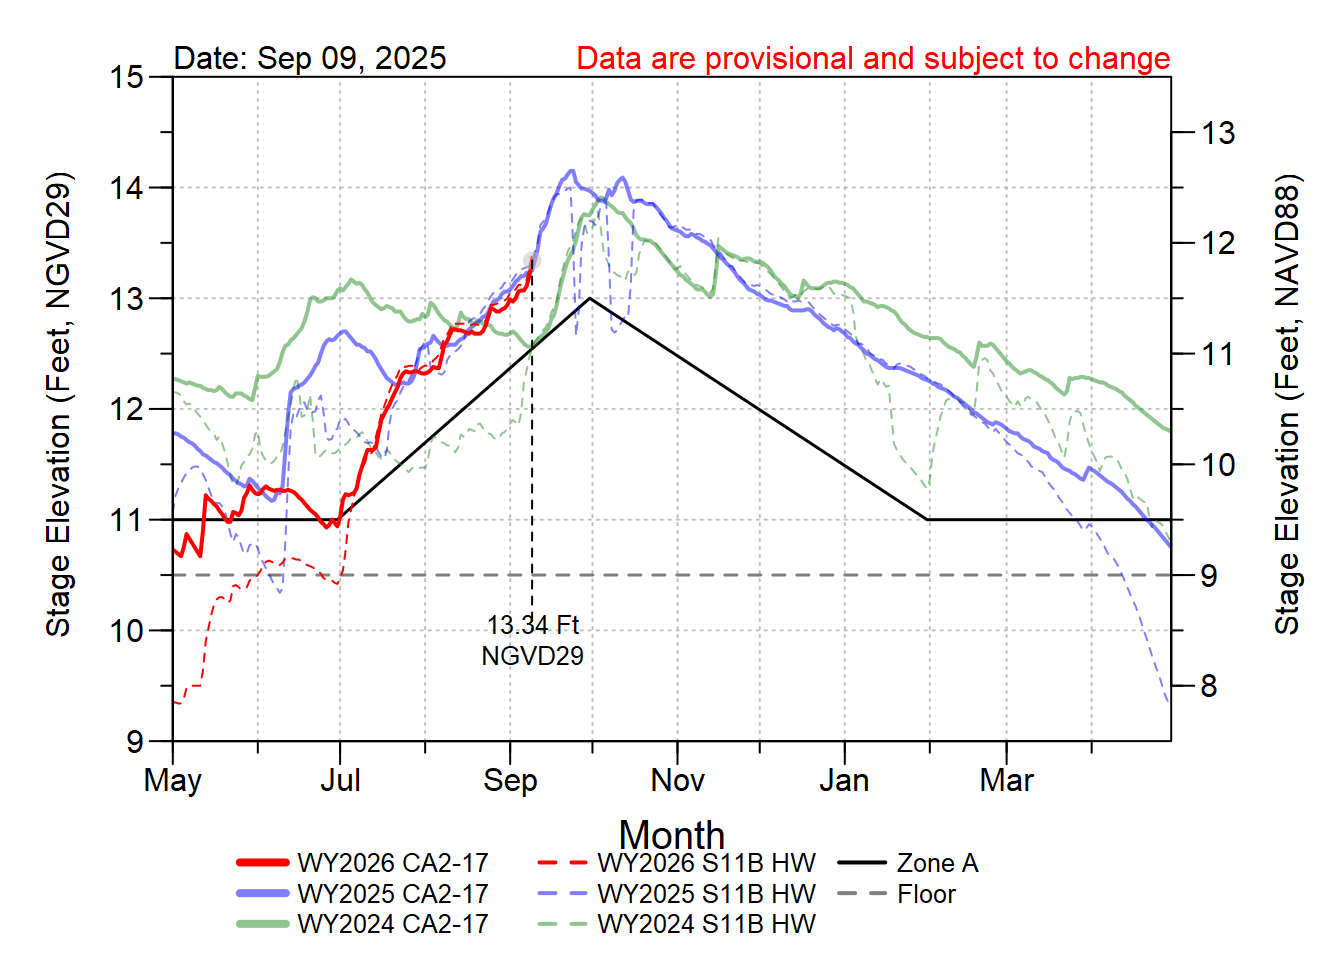 Date: Sep 09, 2025
Data are provisional and subject to change
15
14
13
12
11
10
9
Stage Elevation (Feet, NGVD29)
13
12
11
10
9
8
Stage Elevation (Feet, NAVD88)
13.34 Ft
NGVD29
May
Jul
Sep
Nov
Jan
Mar
Month
WY2026 CA2-17
WY2025 CA2-17
WY2024 CA2-17
WY2026 S11B HW
WY2025 S11B HW
WY2024 S11B HW
Zone A
Floor